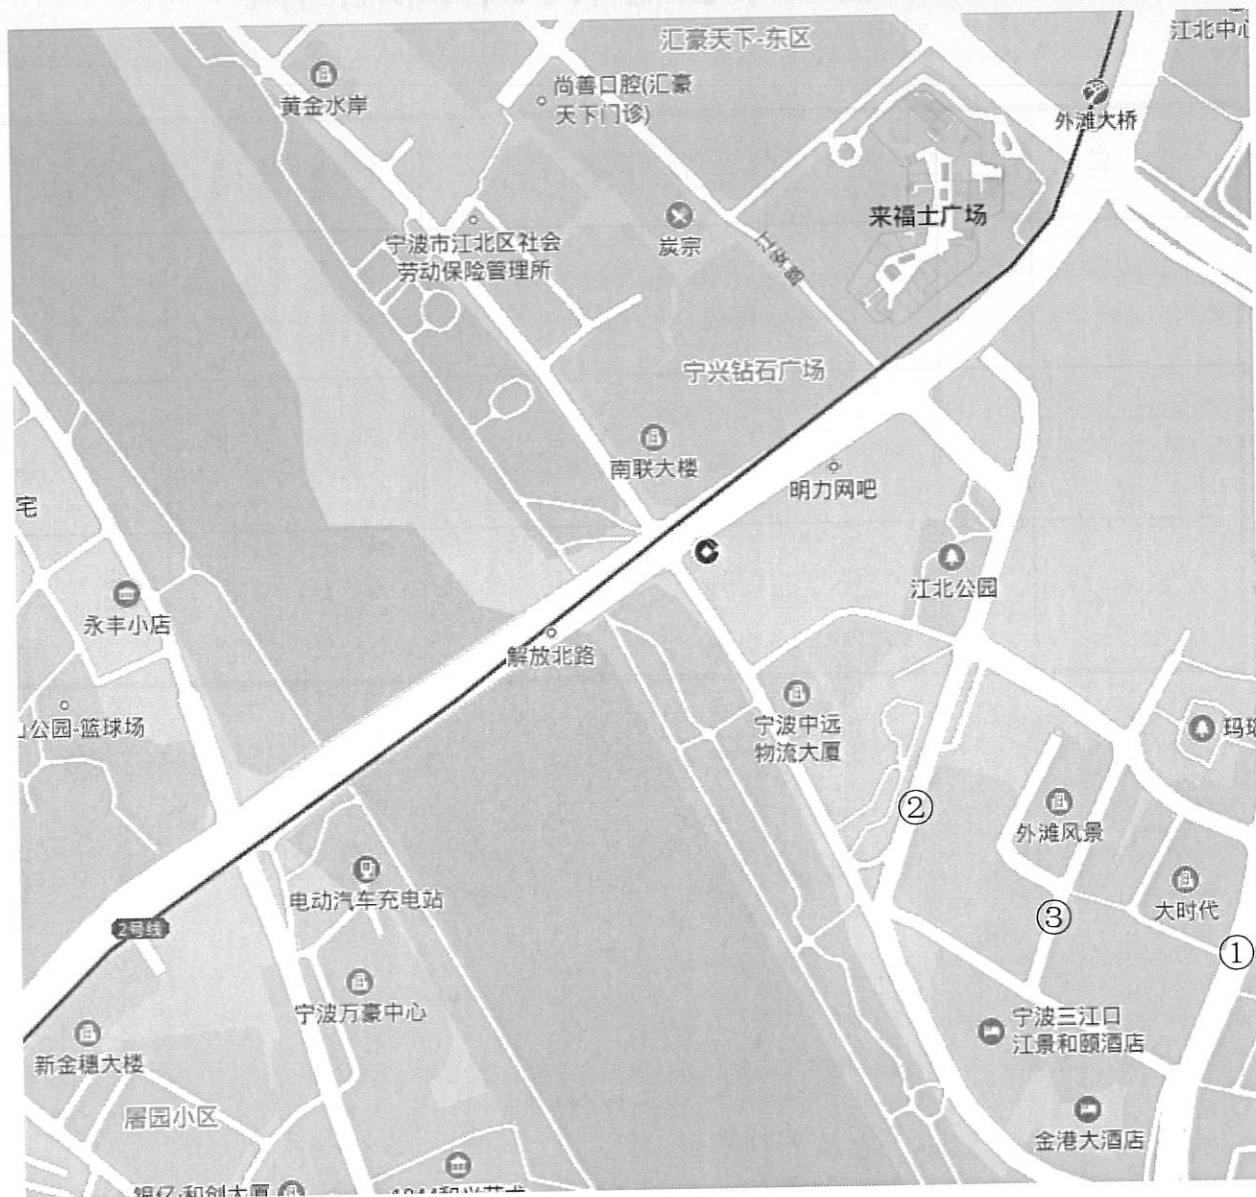 江北中心
汇豪天下-东区
黄金水岸
尚善口腔(汇豪
天下门诊)
外滩大桥
来福士广场
宁波市江北区社会
劳动保险管理所
炭宗
宁兴钻石广场
南联大楼
明力网吧
宅
江北公园
永丰小店
解放北路
公园-篮球场
宁波中远
物流大厦
②
外滩风景
大时代
电动汽车充电站
③
①
2号线
宁波万豪中心
宁波三江口
江景和颐酒店
新金穗大楼
屠园小区
金港大酒店